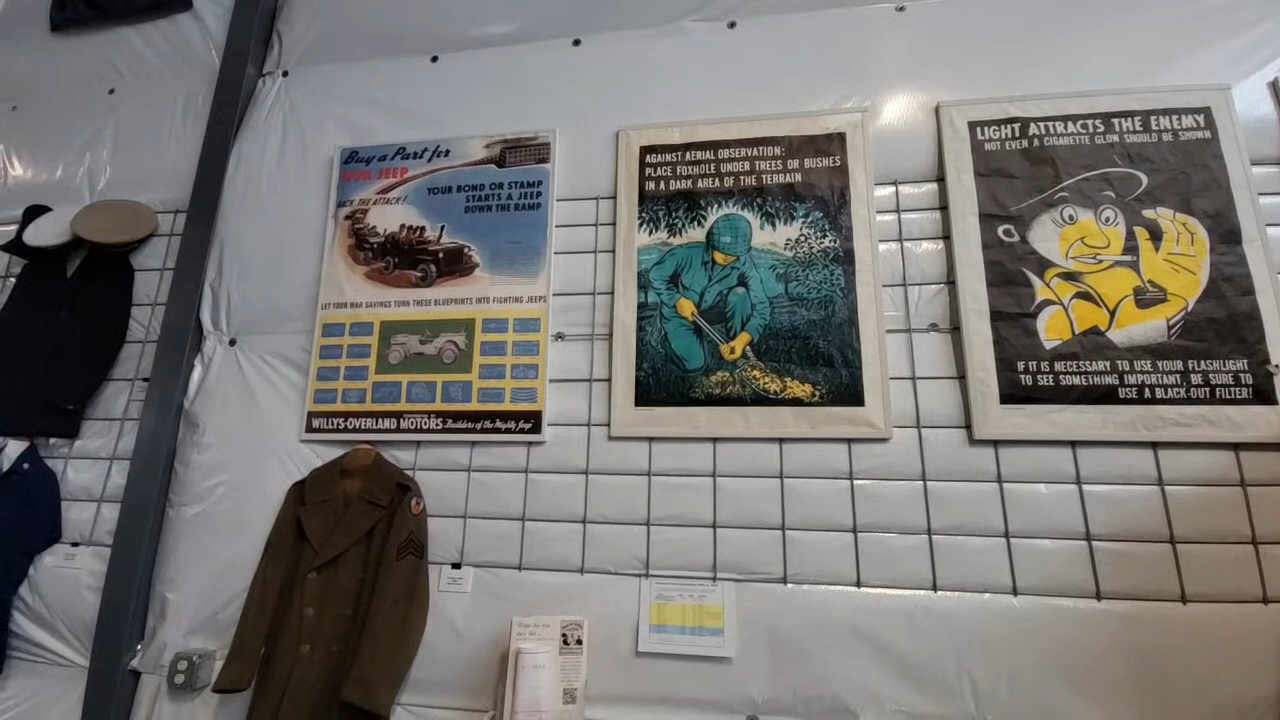 Buy a Part for
OUR JEEP
BACK THE ATTACK!
YOUR BOND OR STAMP
STARTS A JEEP
DOWN THE RAMP
LET YOUR WAR SAVINGS TURN THESE BLUEPRINTS INTO FIGHTING JEEPS
WILLYS-OVERLAND MOTORS Builders of the Mighty Jeep
AGAINST AERIAL OBSERVATION:
PLACE FOXHOLE UNDER TREES OR BUSHES
IN A DARK AREA OF THE TERRAIN
LIGHT ATTRACTS THE ENEMY
NOT EVEN A CIGARETTE GLOW SHOULD BE SHOWN
IF IT IS NECESSARY TO USE YOUR FLASHLIGHT
TO SEE SOMETHING IMPORTANT, BE SURE TO
USE A BLACK-OUT FILTER!